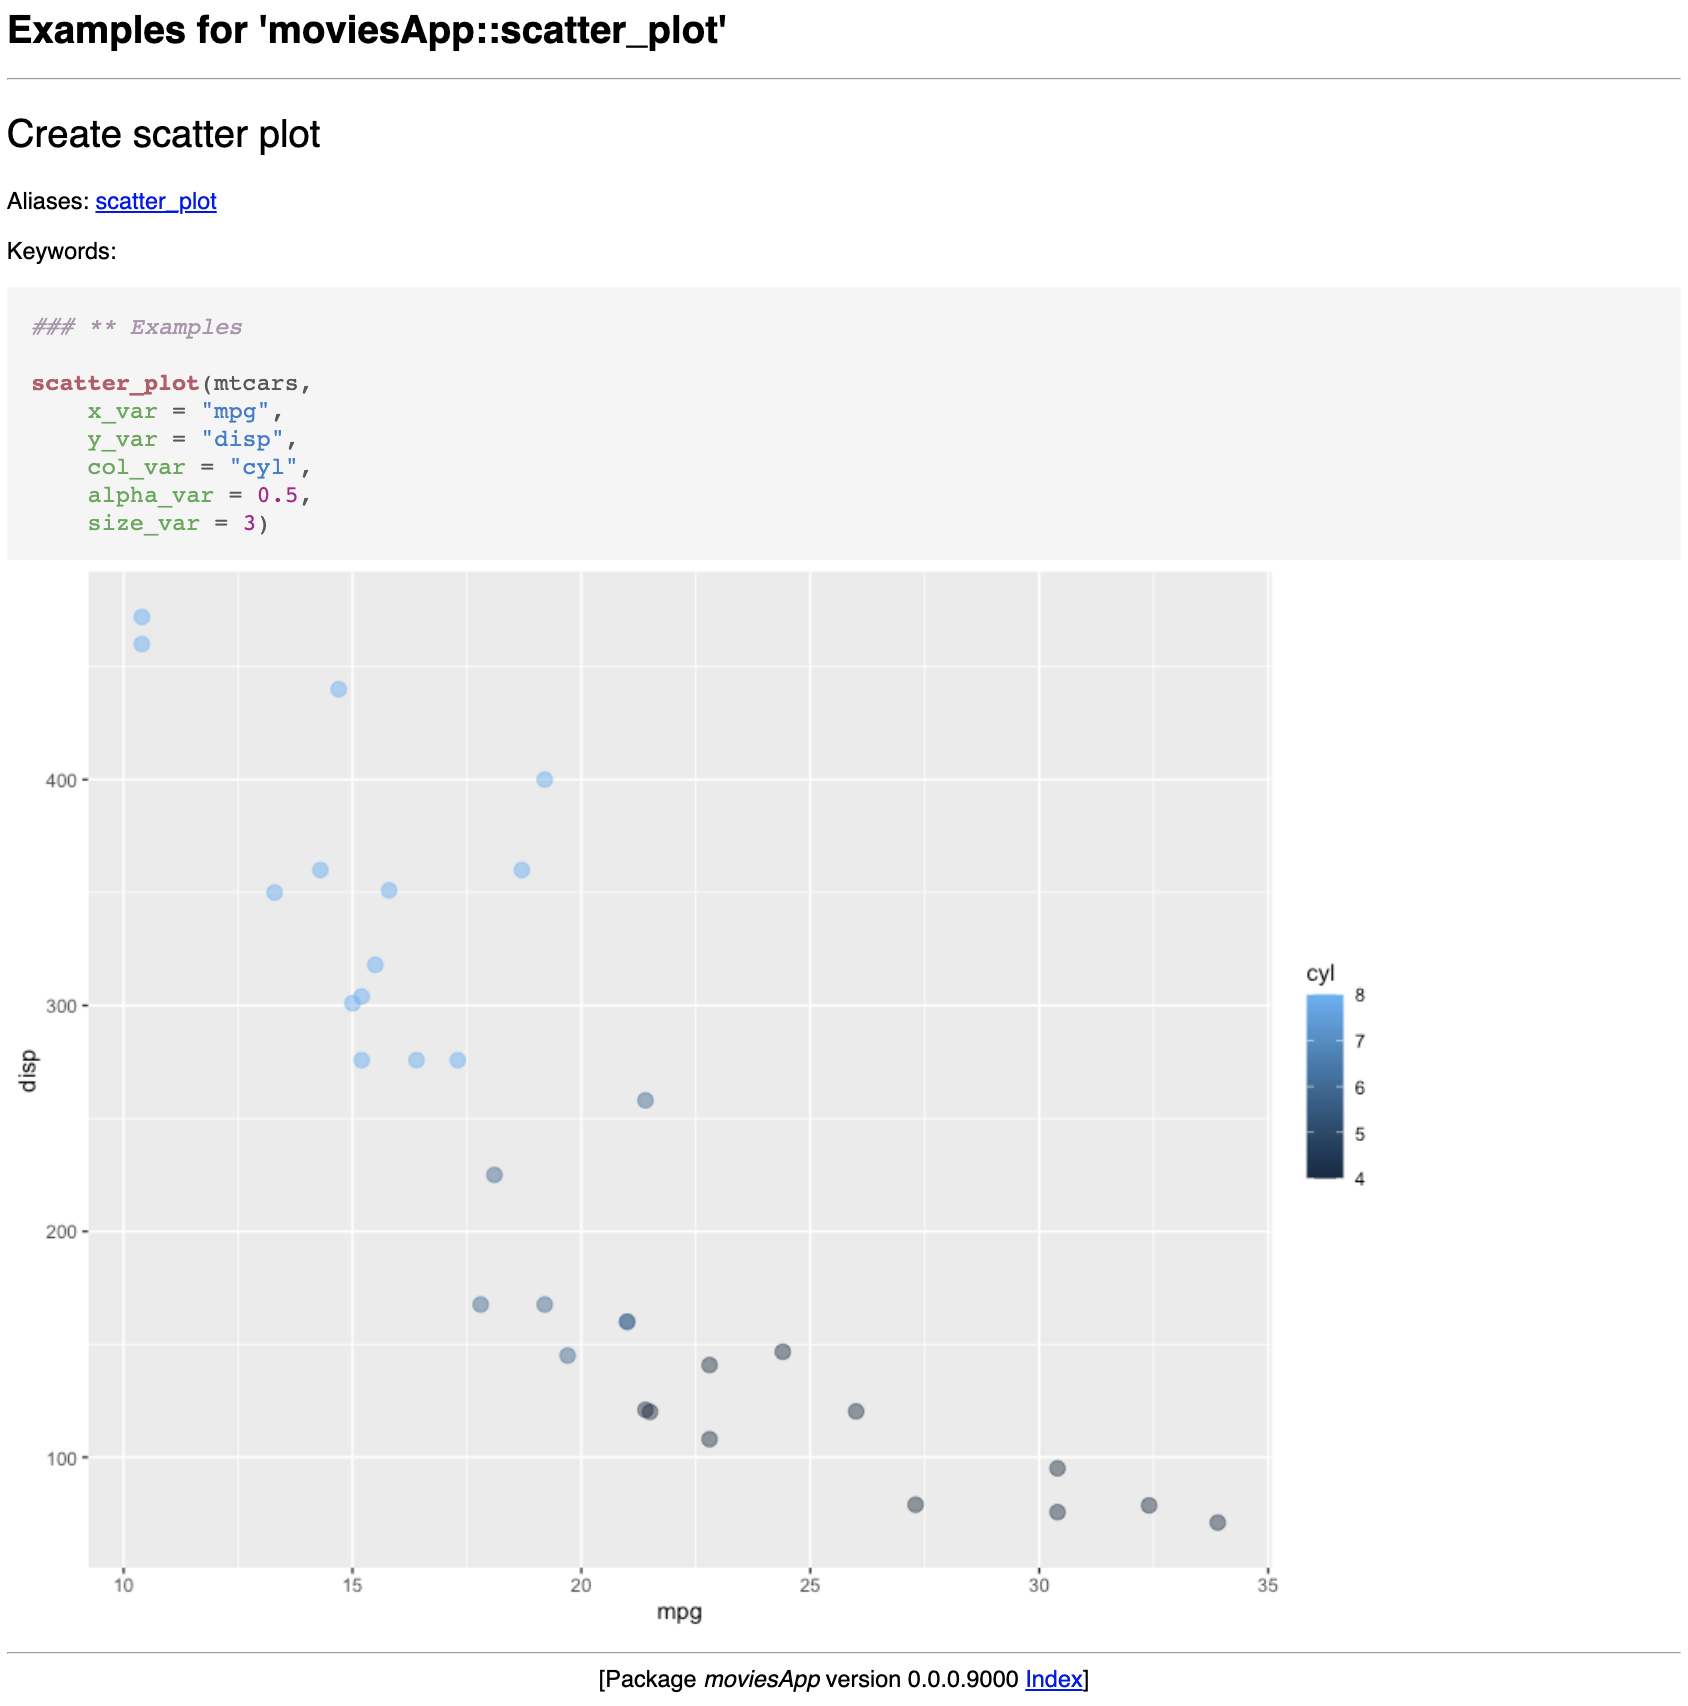 Examples for 'moviesApp::scatter_plot'
Create scatter plot
Aliases: scatter_plot
Keywords:
### ** Examples
scatter_plot(mtcars,
    x_var = "mpg",
    y_var = "disp",
    col_var = "cyl",
    alpha_var = 0.5,
    size_var = 3)
400
300
200
100
disp
10 15 20 25 30 35
mpg
cyl
8
7
6
5
4
[Package moviesApp version 0.0.0.9000 Index]